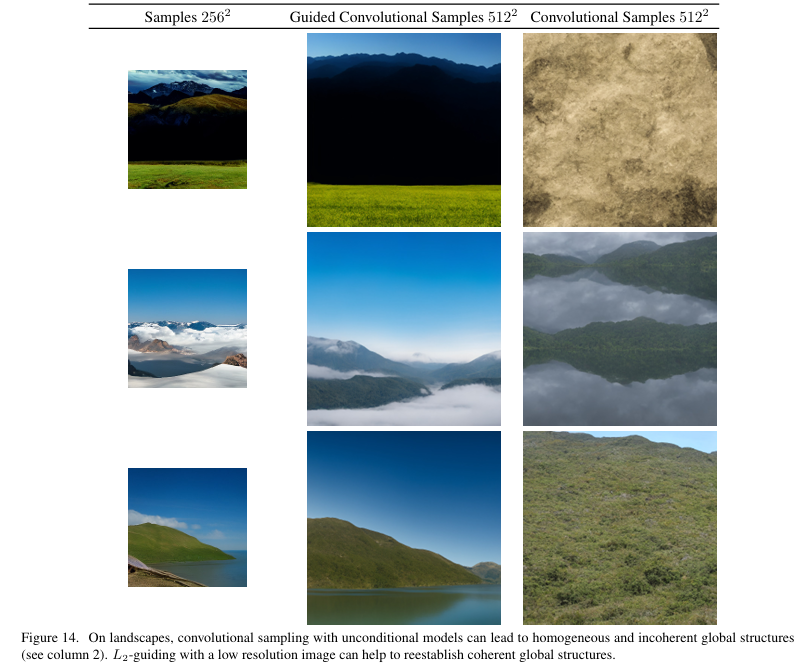 Samples 256²
Guided Convolutional Samples 512²
Convolutional Samples 512²
Figure 14. On landscapes, convolutional sampling with unconditional models can lead to homogeneous and incoherent global structures
(see column 2). L₂-guiding with a low resolution image can help to reestablish coherent global structures.